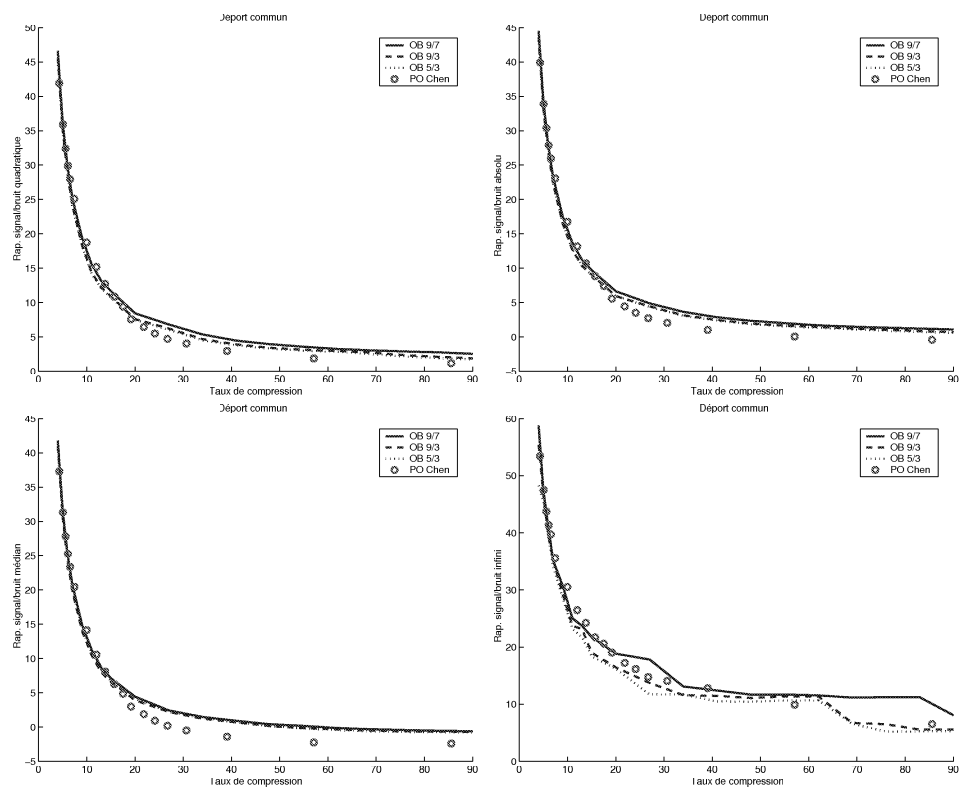 Déport commun
50
45
40
35
30
25
20
15
10
5
0
Rap. signal/bruit quadratique
OB 9/7
OB 9/3
OB 5/3
PO Chen
0 10 20 30 40 50 60 70 80 90
Taux de compression
Déport commun
45
40
35
30
25
20
15
10
5
0
−5
Rap. signal/bruit absolu
OB 9/7
OB 9/3
OB 5/3
PO Chen
0 10 20 30 40 50 60 70 80 90
Taux de compression
Déport commun
45
40
35
30
25
20
15
10
5
0
−5
Rap. signal/bruit médian
OB 9/7
OB 9/3
OB 5/3
PO Chen
0 10 20 30 40 50 60 70 80 90
Taux de compression
Déport commun
60
50
40
30
20
10
0
Rap. signal/bruit infini
OB 9/7
OB 9/3
OB 5/3
PO Chen
0 10 20 30 40 50 60 70 80 90
Taux de compression